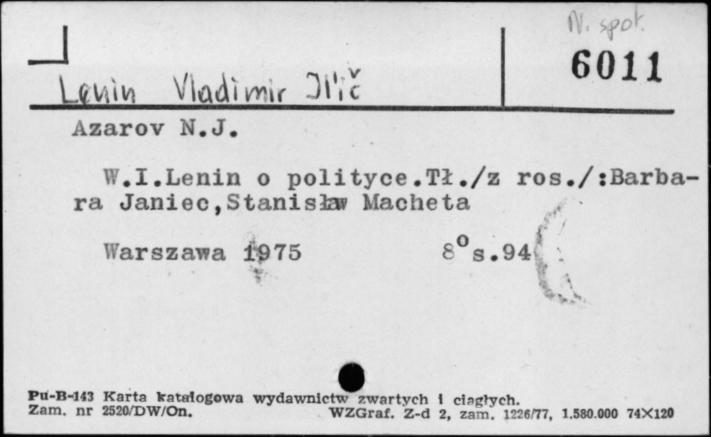 N. społ.
6011
Lenin Vladimir Il'ič
Azarov N.J.
W.I.Lenin o polityce.Tł./z ros./:Barba-
ra Janiec,Stanisław Macheta
Warszawa 1975 8° s.94
Pu-B-143 Karta katalogowa wydawnictw zwartych i ciągłych.
Zam. nr 2520/DW/On. WZGraf. Z-d 2, zam. 1226/77, 1.580.000 74X120